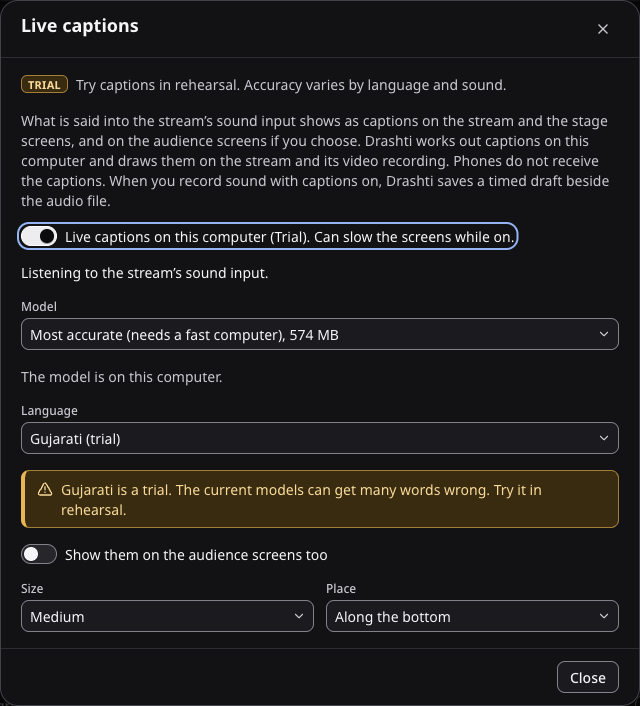 Live captions
TRIAL Try captions in rehearsal. Accuracy varies by language and sound.
What is said into the stream’s sound input shows as captions on the stream and the stage
screens, and on the audience screens if you choose. Drashti works out captions on this
computer and draws them on the stream and its video recording. Phones do not receive
the captions. When you record sound with captions on, Drashti saves a timed draft beside
the audio file.
Live captions on this computer (Trial). Can slow the screens while on.
Listening to the stream’s sound input.
Model
Most accurate (needs a fast computer), 574 MB
The model is on this computer.
Language
Gujarati (trial)
Gujarati is a trial. The current models can get many words wrong. Try it in
rehearsal.
Show them on the audience screens too
Size
Place
Medium
Along the bottom
Close